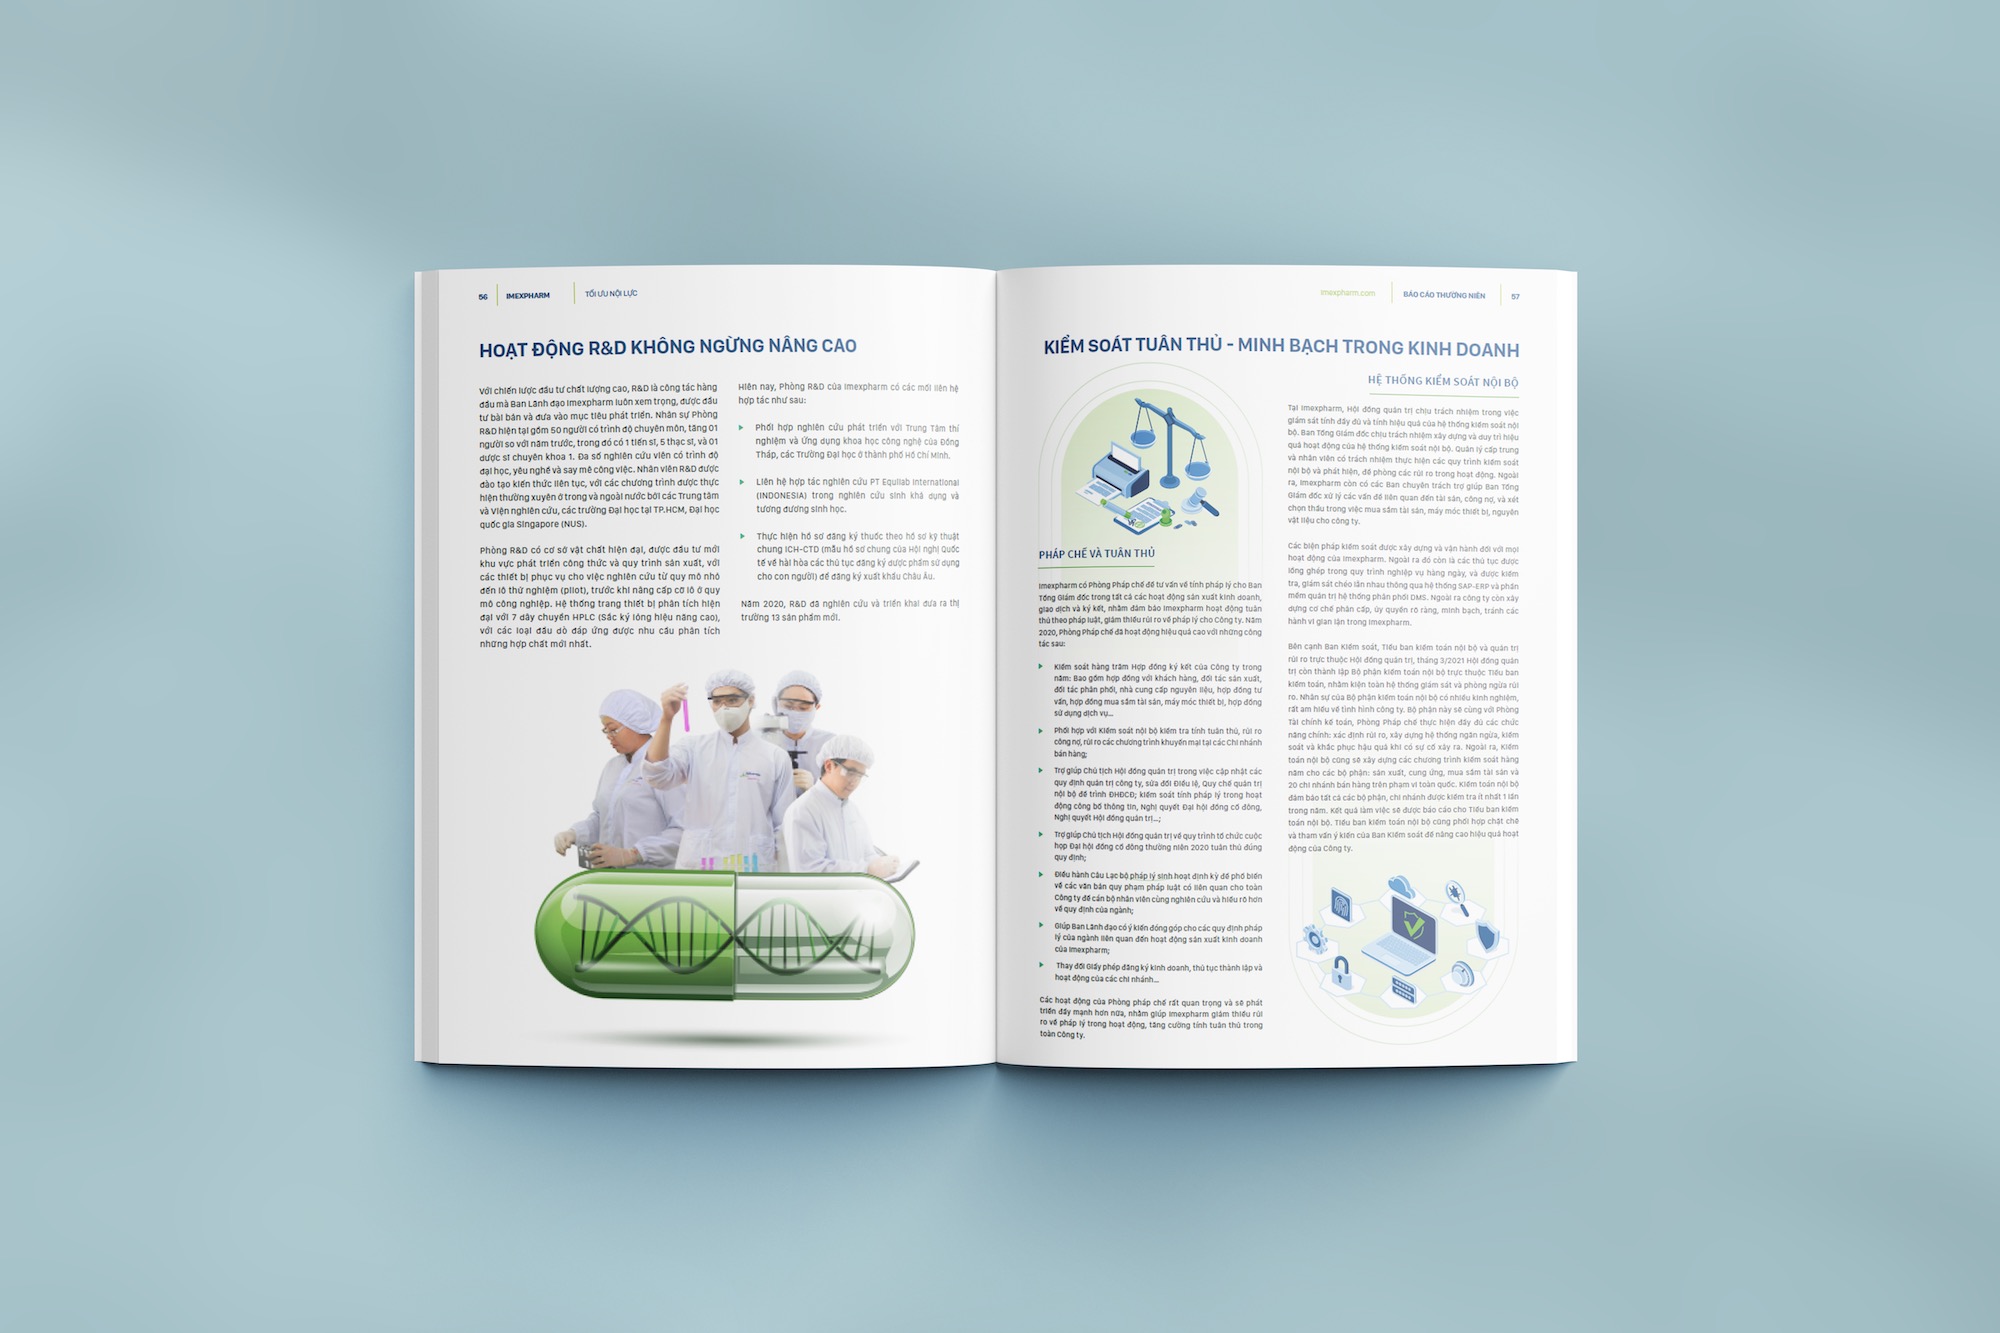 56 IMEXPHARM TỐI ƯU NỘI LỰC
HOẠT ĐỘNG R&D KHÔNG NGỪNG NÂNG CAO
Với chiến lược đầu tư chất lượng cao, R&D là công tác hàng
đầu mà Ban Lãnh đạo Imexpharm luôn xem trọng, được đầu
tư bài bản và đưa vào mục tiêu phát triển. Nhân sự Phòng
R&D hiện tại gồm 50 người có trình độ chuyên môn, tăng 01
người so với năm trước, trong đó có 1 tiến sĩ, 5 thạc sĩ, và 01
dược sĩ chuyên khoa 1. Đa số nghiên cứu viên có trình độ
đại học, yêu nghề và say mê công việc. Nhân viên R&D được
đào tạo kiến thức liên tục, với các chương trình được thực
hiện thường xuyên ở trong và ngoài nước bởi các Trung tâm
và Viện nghiên cứu, các trường Đại học tại TP.HCM, Đại học
quốc gia Singapore (NUS).
Phòng R&D có cơ sở vật chất hiện đại, được đầu tư mới
khu vực phát triển công thức và quy trình sản xuất, với
các thiết bị phục vụ cho việc nghiên cứu từ quy mô nhỏ
đến lô thử nghiệm (pilot), trước khi nâng cấp cỡ lô ở quy
mô công nghiệp. Hệ thống trang thiết bị phân tích hiện
đại với 7 dây chuyền HPLC (Sắc ký lỏng hiệu năng cao),
với các loại đầu dò đáp ứng được nhu cầu phân tích
những hợp chất mới nhất.
Hiện nay, Phòng R&D của Imexpharm có các mối liên hệ
hợp tác như sau:
Phối hợp nghiên cứu phát triển với Trung Tâm thí
nghiệm và Ứng dụng khoa học công nghệ của Đồng
Tháp, các Trường Đại học ở thành phố Hồ Chí Minh.
Liên hệ hợp tác nghiên cứu PT Equilab International
(INDONESIA) trong nghiên cứu sinh khả dụng và
tương đương sinh học.
Thực hiện hồ sơ đăng ký thuốc theo hồ sơ kỹ thuật
chung ICH-CTD (mẫu hồ sơ chung của Hội nghị Quốc
tế về hài hòa các thủ tục đăng ký dược phẩm sử dụng
cho con người) để đăng ký xuất khẩu Châu Âu.
Năm 2020, R&D đã nghiên cứu và triển khai đưa ra thị
trường 13 sản phẩm mới.
imexpharm.com BÁO CÁO THƯỜNG NIÊN 57
KIỂM SOÁT TUÂN THỦ - MINH BẠCH TRONG KINH DOANH
PHÁP CHẾ VÀ TUÂN THỦ
Imexpharm có Phòng Pháp chế để tư vấn về tính pháp lý cho Ban
Tổng Giám đốc trong tất cả các hoạt động sản xuất kinh doanh,
giao dịch và ký kết, nhằm đảm bảo Imexpharm hoạt động tuân
thủ theo pháp luật, giảm thiểu rủi ro về pháp lý cho Công ty. Năm
2020, Phòng Pháp chế đã hoạt động hiệu quả cao với những công
tác sau:
Kiểm soát hàng trăm Hợp đồng ký kết của Công ty trong
năm: Bao gồm hợp đồng với khách hàng, đối tác sản xuất,
đối tác phân phối, nhà cung cấp nguyên liệu, hợp đồng tư
vấn, hợp đồng mua sắm tài sản, máy móc thiết bị, hợp đồng
sử dụng dịch vụ...
Phối hợp với Kiểm soát nội bộ kiểm tra tính tuân thủ, rủi ro
công nợ, rủi ro các chương trình khuyến mại tại các Chi nhánh
bán hàng;
Trợ giúp Chủ tịch Hội đồng quản trị trong việc cập nhật các
quy định quản trị công ty, sửa đổi Điều lệ, Quy chế quản trị
nội bộ để trình ĐHĐCĐ; kiểm soát tính pháp lý trong hoạt
động công bố thông tin, Nghị quyết Đại hội đồng cổ đông,
Nghị quyết Hội đồng quản trị...;
Trợ giúp Chủ tịch Hội đồng quản trị về quy trình tổ chức cuộc
họp Đại hội đồng cổ đông thường niên 2020 tuân thủ đúng
quy định;
Điều hành Câu Lạc bộ pháp lý sinh hoạt định kỳ để phổ biến
về các văn bản quy phạm pháp luật có liên quan cho toàn
Công ty để cán bộ nhân viên cùng nghiên cứu và hiểu rõ hơn
về quy định của ngành;
Giúp Ban Lãnh đạo có ý kiến đóng góp cho các quy định pháp
lý của ngành liên quan đến hoạt động sản xuất kinh doanh
của Imexpharm;
Thay đổi Giấy phép đăng ký kinh doanh, thủ tục thành lập và
hoạt động của các chi nhánh...
Các hoạt động của Phòng pháp chế rất quan trọng và sẽ phát
triển đẩy mạnh hơn nữa, nhằm giúp Imexpharm giảm thiểu rủi
ro về pháp lý trong hoạt động, tăng cường tính tuân thủ trong
toàn Công ty.
HỆ THỐNG KIỂM SOÁT NỘI BỘ
Tại Imexpharm, Hội đồng quản trị chịu trách nhiệm trong việc
giám sát tính đầy đủ và tính hiệu quả của hệ thống kiểm soát nội
bộ. Ban Tổng Giám đốc chịu trách nhiệm xây dựng và duy trì hiệu
quả hoạt động của hệ thống kiểm soát nội bộ. Quản lý cấp trung
và nhân viên có trách nhiệm thực hiện các quy trình kiểm soát
nội bộ và phát hiện, đề phòng các rủi ro trong hoạt động. Ngoài
ra, Imexpharm còn có các Ban chuyên trách trợ giúp Ban Tổng
Giám đốc xử lý các vấn đề liên quan đến tài sản, công nợ, và xét
chọn thầu trong việc mua sắm tài sản, máy móc thiết bị, nguyên
vật liệu cho công ty.
Các biện pháp kiểm soát được xây dựng và vận hành đối với mọi
hoạt động của Imexpharm. Ngoài ra đó còn là các thủ tục được
lồng ghép trong quy trình nghiệp vụ hàng ngày, và được kiểm
tra, giám sát chéo lẫn nhau thông qua hệ thống SAP-ERP và phần
mềm quản trị hệ thống phân phối DMS. Ngoài ra công ty còn xây
dựng cơ chế phân cấp, ủy quyền rõ ràng, minh bạch, tránh các
hành vi gian lận trong Imexpharm.
Bên cạnh Ban Kiểm soát, Tiểu ban kiểm toán nội bộ và quản trị
rủi ro trực thuộc Hội đồng quản trị, tháng 3/2021 Hội đồng quản
trị còn thành lập Bộ phận kiểm toán nội bộ trực thuộc Tiểu ban
kiểm toán, nhằm kiện toàn hệ thống giám sát và phòng ngừa rủi
ro. Nhân sự của Bộ phận kiểm toán nội bộ có nhiều kinh nghiệm,
rất am hiểu về tình hình công ty. Bộ phận này sẽ cùng với Phòng
Tài chính kế toán, Phòng Pháp chế thực hiện đầy đủ các chức
năng chính: xác định rủi ro, xây dựng hệ thống ngăn ngừa, kiểm
soát và khắc phục hậu quả khi có sự cố xảy ra. Ngoài ra, Kiểm
toán nội bộ cũng sẽ xây dựng các chương trình kiểm soát hàng
năm cho các bộ phận: sản xuất, cung ứng, mua sắm tài sản và
20 chi nhánh bán hàng trên phạm vi toàn quốc. Kiểm toán nội bộ
đảm bảo tất cả các bộ phận, chi nhánh được kiểm tra ít nhất 1 lần
trong năm. Kết quả làm việc sẽ được báo cáo cho Tiểu ban kiểm
toán nội bộ. Tiểu ban kiểm toán nội bộ cũng phối hợp chặt chẽ
và tham vấn ý kiến của Ban Kiểm soát để nâng cao hiệu quả hoạt
động của Công ty.